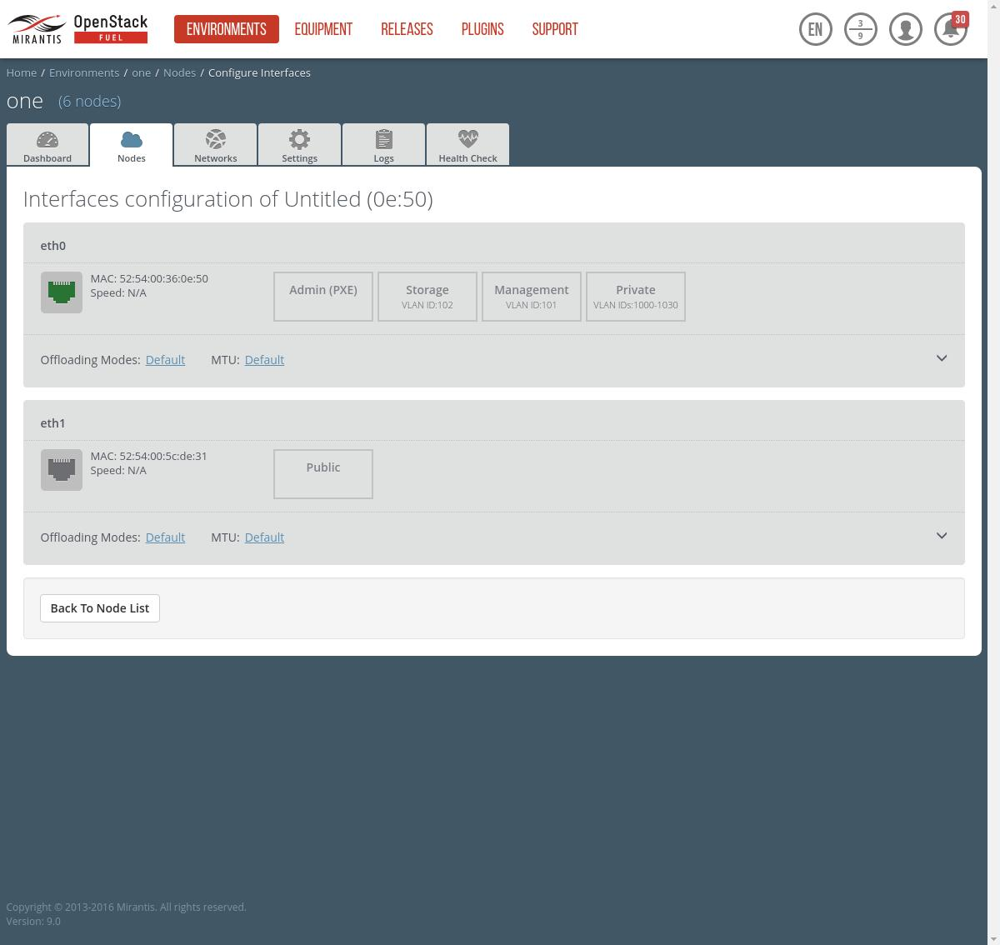 MIRANTIS
OpenStack
FUEL
ENVIRONMENTS EQUIPMENT RELEASES PLUGINS SUPPORT
EN
3
9
30
Home / Environments / one / Nodes / Configure Interfaces
one (6 nodes)
Dashboard Nodes Networks Settings Logs Health Check
Interfaces configuration of Untitled (0e:50)
eth0
MAC: 52:54:00:36:0e:50
Speed: N/A
Admin (PXE)
Storage
VLAN ID:102
Management
VLAN ID:101
Private
VLAN IDs:1000-1030
Offloading Modes: Default MTU: Default
eth1
MAC: 52:54:00:5c:de:31
Speed: N/A
Public
Offloading Modes: Default MTU: Default
Back To Node List
Copyright © 2013-2016 Mirantis. All rights reserved.
Version: 9.0